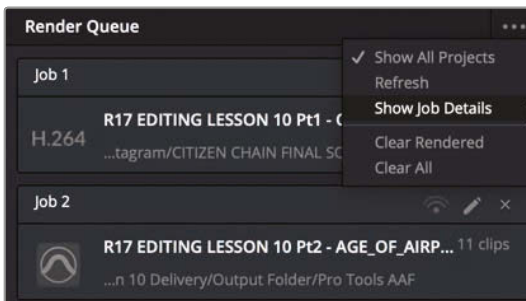 Render Queue
Show All Projects
Job 1
Refresh
Show Job Details
R17 EDITING LESSON 10 Pt1 -
H.264
...tagram/CITIZEN CHAIN FINAL
Clear Rendered
Clear All
Job 2
R17 EDITING LESSON 10 Pt2 - AGE_OF_AIRP... 11 clips
...n 10 Delivery/Output Folder/Pro Tools AAF